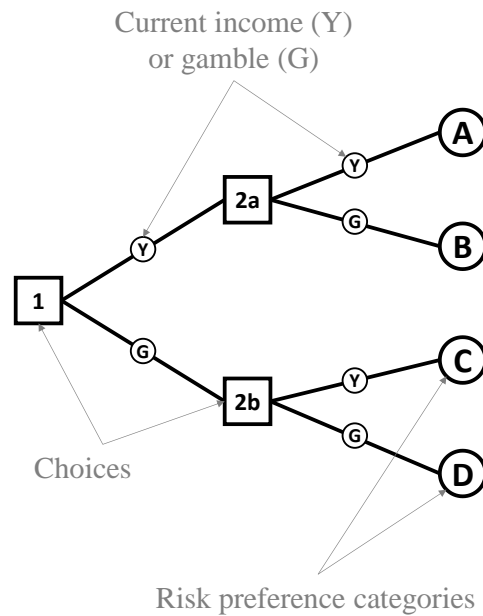 Current income (Y)
or gamble (G)
A
Y
2a
G
B
Y
1
G
C
Y
2b
G
D
Choices
Risk preference categories